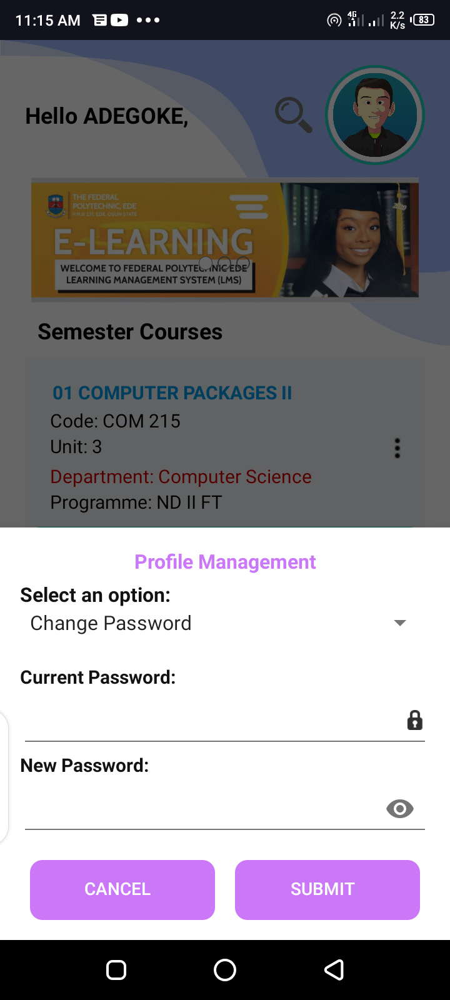 11:15 AM
4G
2.2
K/s
83
Hello ADEGOKE,
THE FEDERAL
POLYTECHNIC, EDE
P.M.B 231, EDE, OSUN STATE
E-LEARNING
WELCOME TO FEDERAL POLYTECHNIC EDE
LEARNING MANAGEMENT SYSTEM (LMS)
Semester Courses
01 COMPUTER PACKAGES II
Code: COM 215
Unit: 3
Department: Computer Science
Programme: ND II FT
Profile Management
Select an option:
Change Password
Current Password:
New Password:
CANCEL
SUBMIT